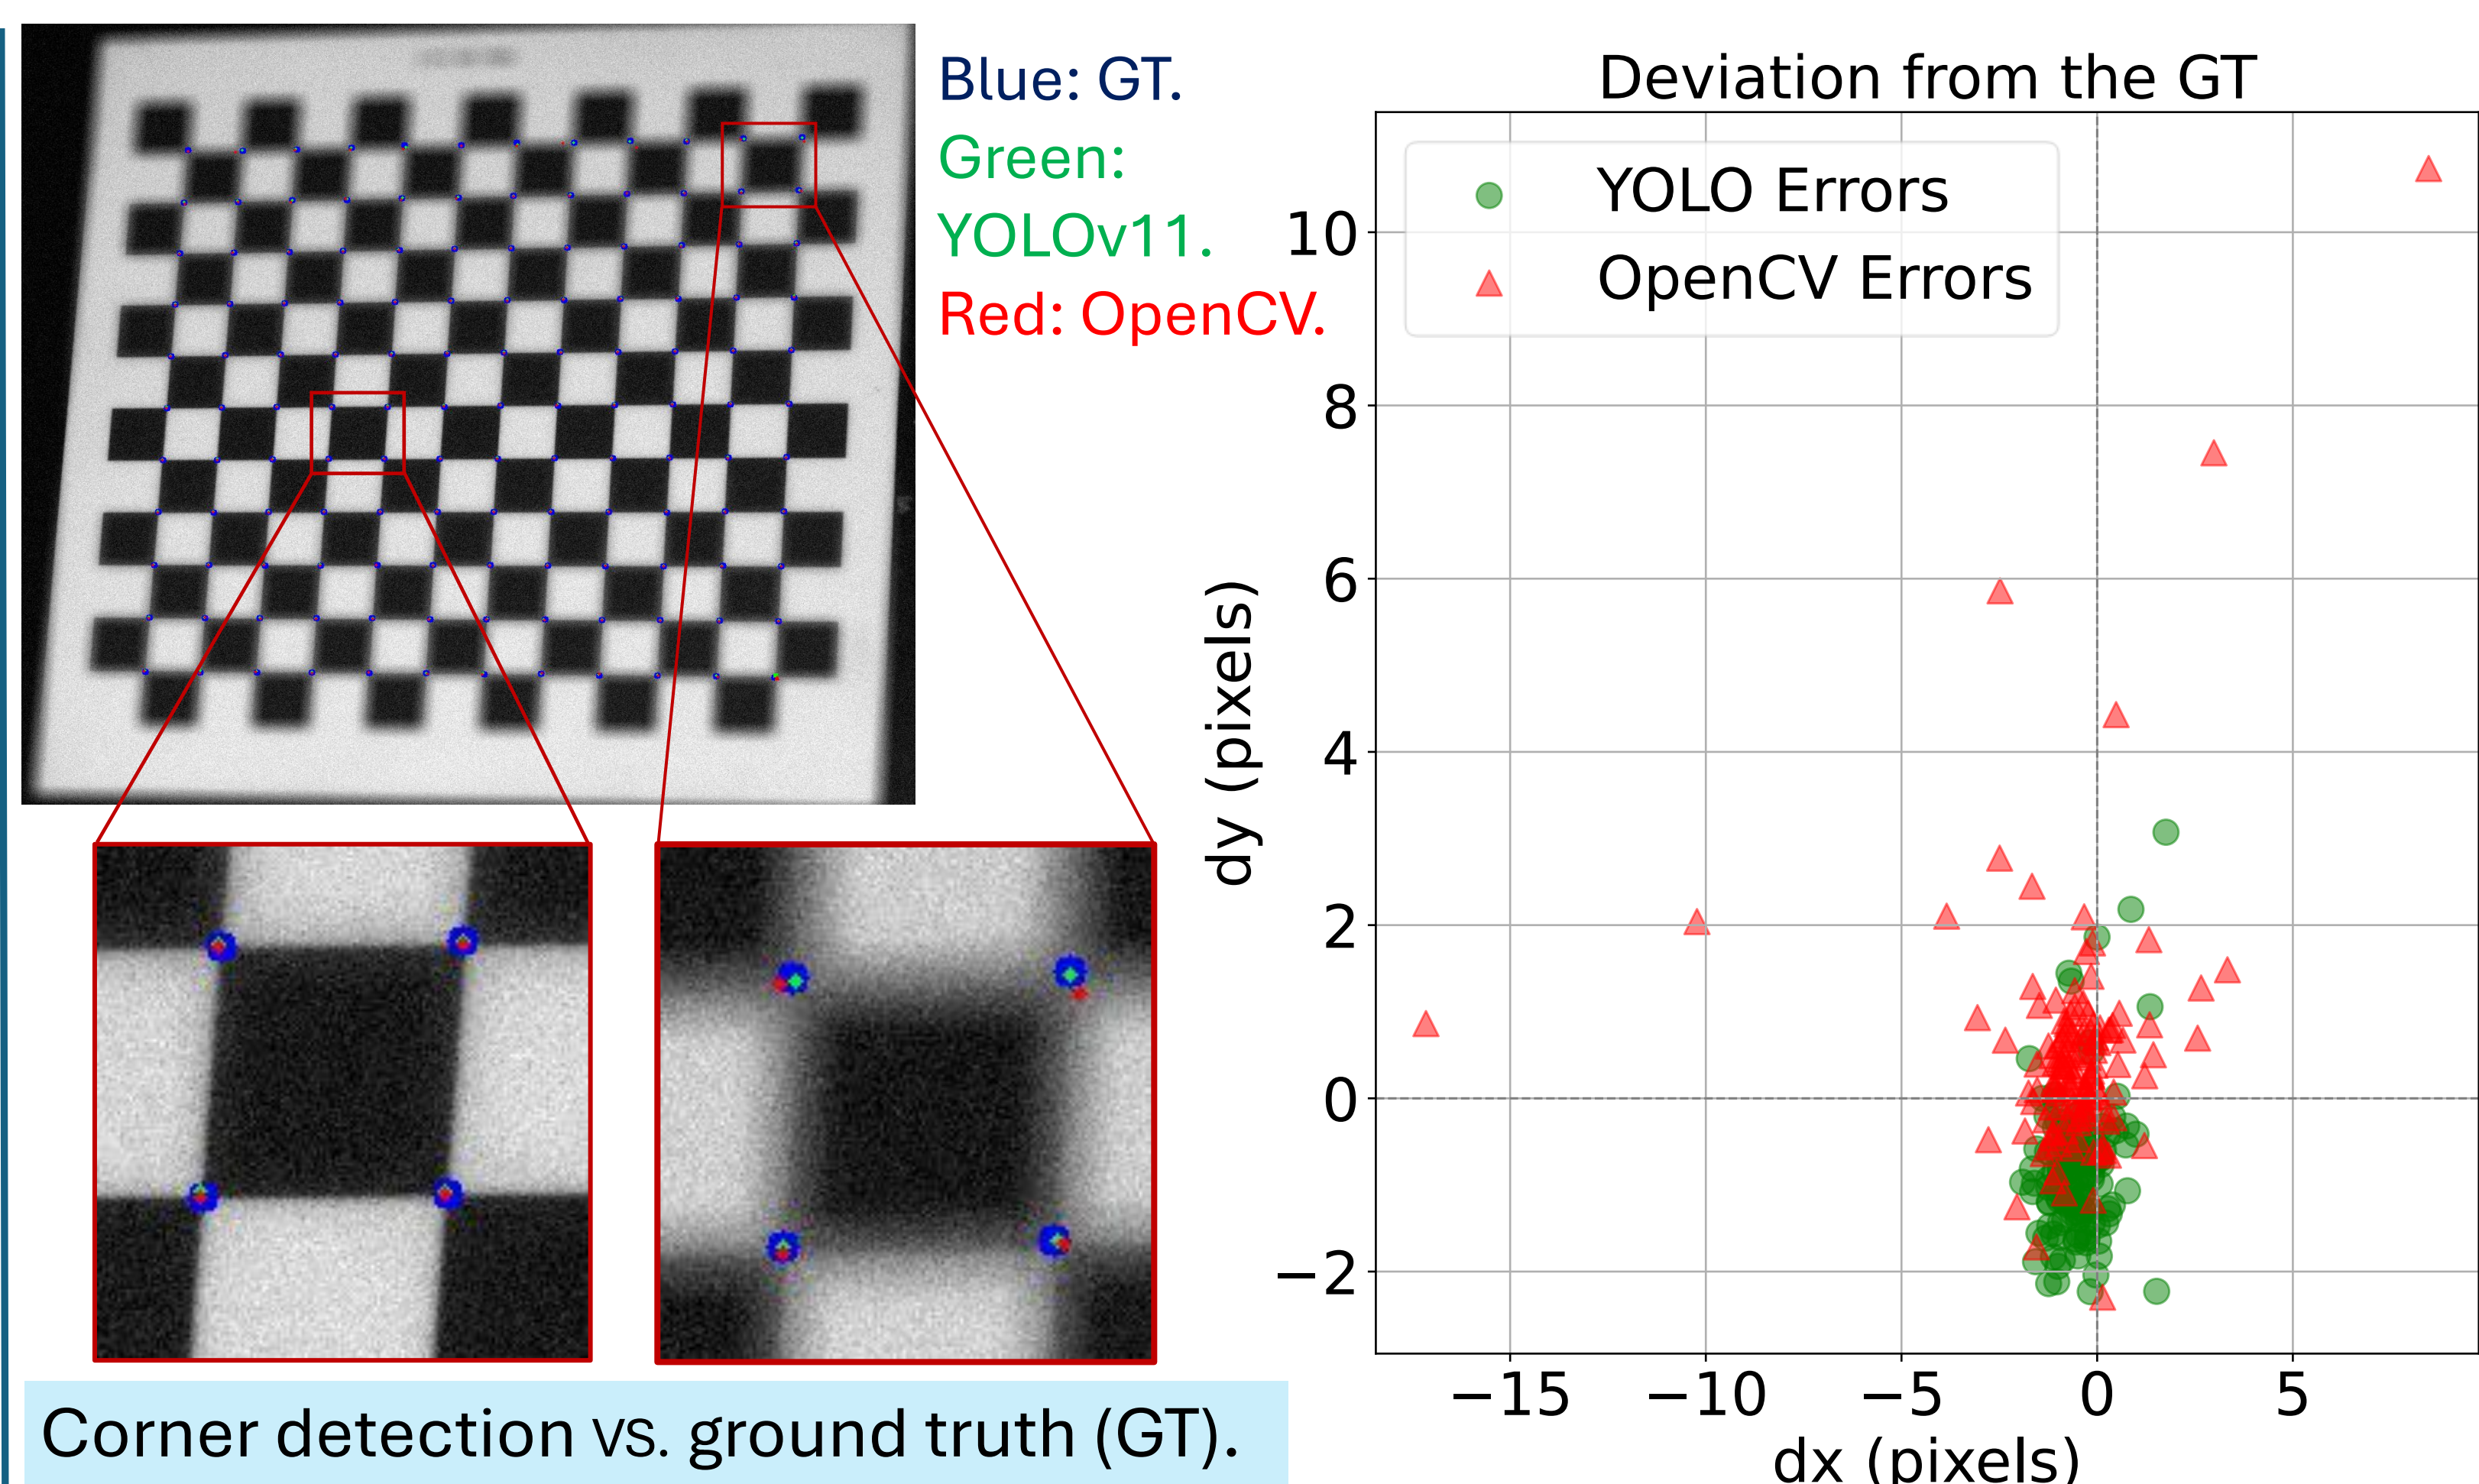 Blue: GT.
Green:
YOLOv11.
Red: OpenCV.
Corner detection vs. ground truth (GT).
Deviation from the GT
YOLO Errors
OpenCV Errors
dy (pixels)
10
8
6
4
2
0
−2
−15 −10 −5 0 5
dx (pixels)